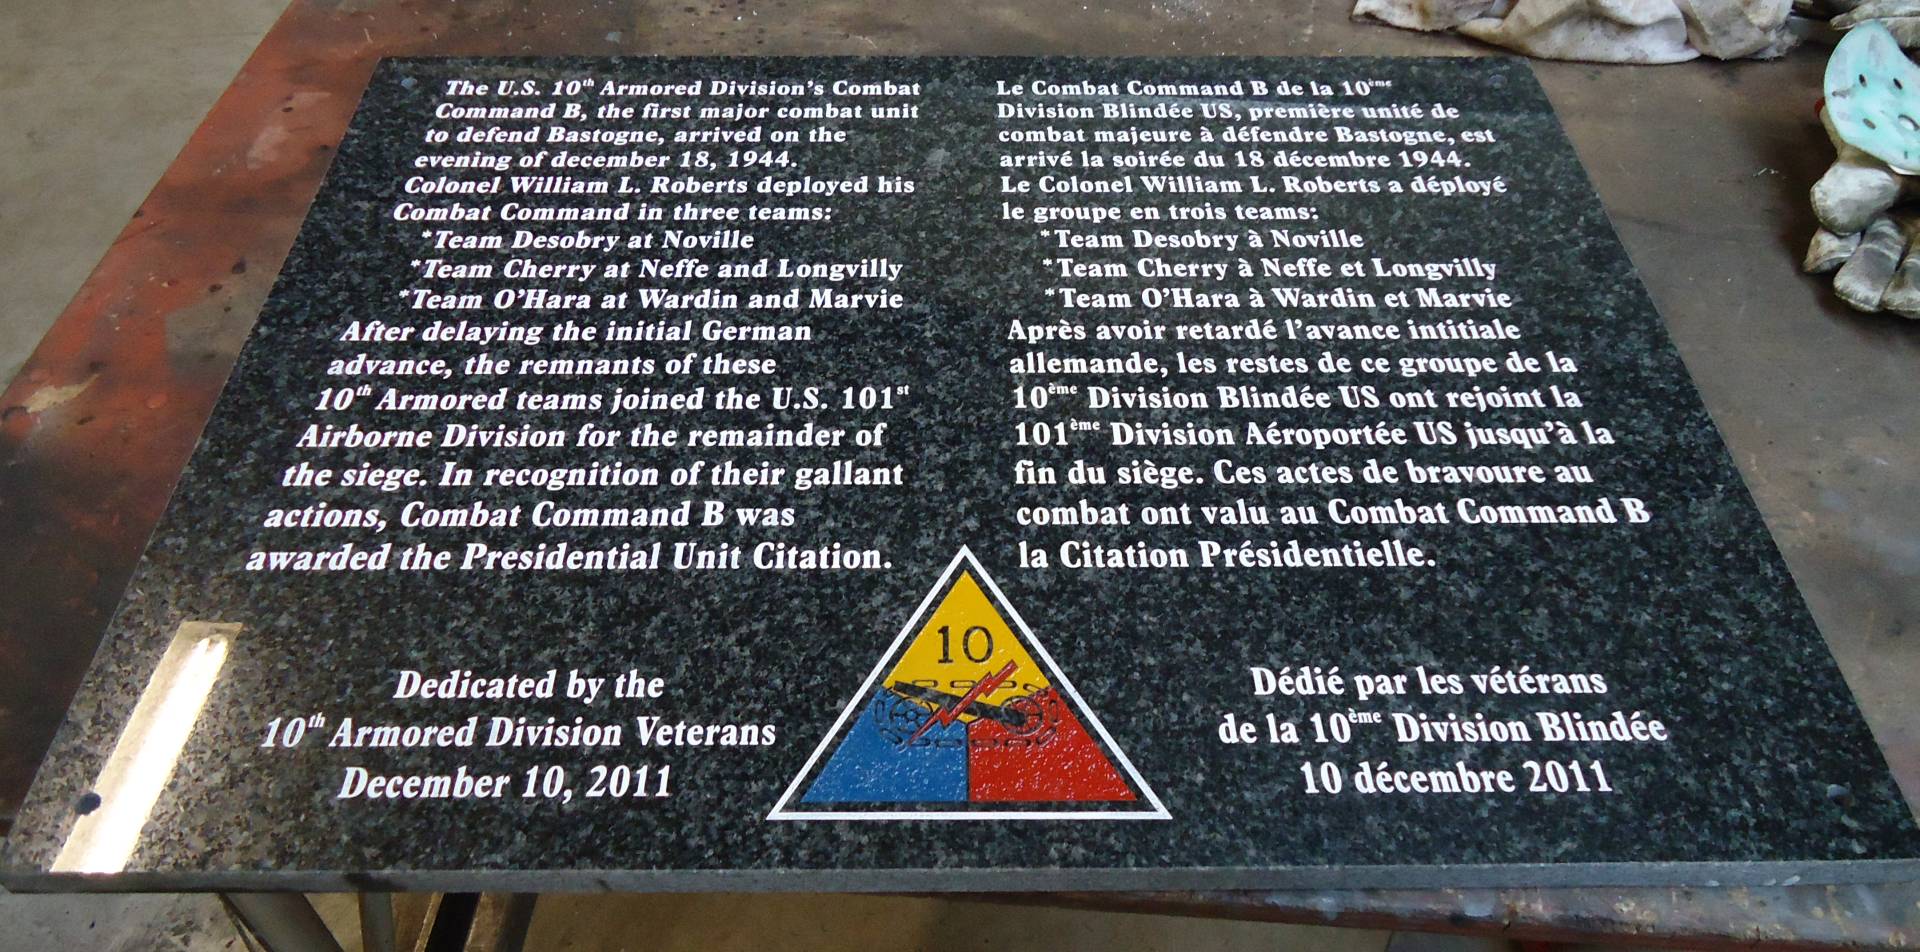 The U.S. 10th Armored Division's Combat
Command B, the first major combat unit
to defend Bastogne, arrived on the
evening of december 18, 1944.
Colonel William L. Roberts deployed his
Combat Command in three teams:
*Team Desobry at Noville
*Team Cherry at Neffe and Longvilly
*Team O'Hara at Wardin and Marvie
After delaying the initial German
advance, the remnants of these
10th Armored teams joined the U.S. 101st
Airborne Division for the remainder of
the siege. In recognition of their gallant
actions, Combat Command B was
awarded the Presidential Unit Citation.
Le Combat Command B de la 10ème
Division Blindée US, première unité de
combat majeure à défendre Bastogne, est
arrivé la soirée du 18 décembre 1944.
Le Colonel William L. Roberts a déployé
le groupe en trois teams:
*Team Desobry à Noville
*Team Cherry à Neffe et Longvilly
*Team O'Hara à Wardin et Marvie
Après avoir retardé l'avance intitiale
allemande, les restes de ce groupe de la
10ème Division Blindée US ont rejoint la
101ème Division Aéroportée US jusqu'à la
fin du siège. Ces actes de bravoure au
combat ont valu au Combat Command B
la Citation Présidentielle.
Dedicated by the
10th Armored Division Veterans
December 10, 2011
10
Dédié par les vétérans
de la 10ème Division Blindée
10 décembre 2011